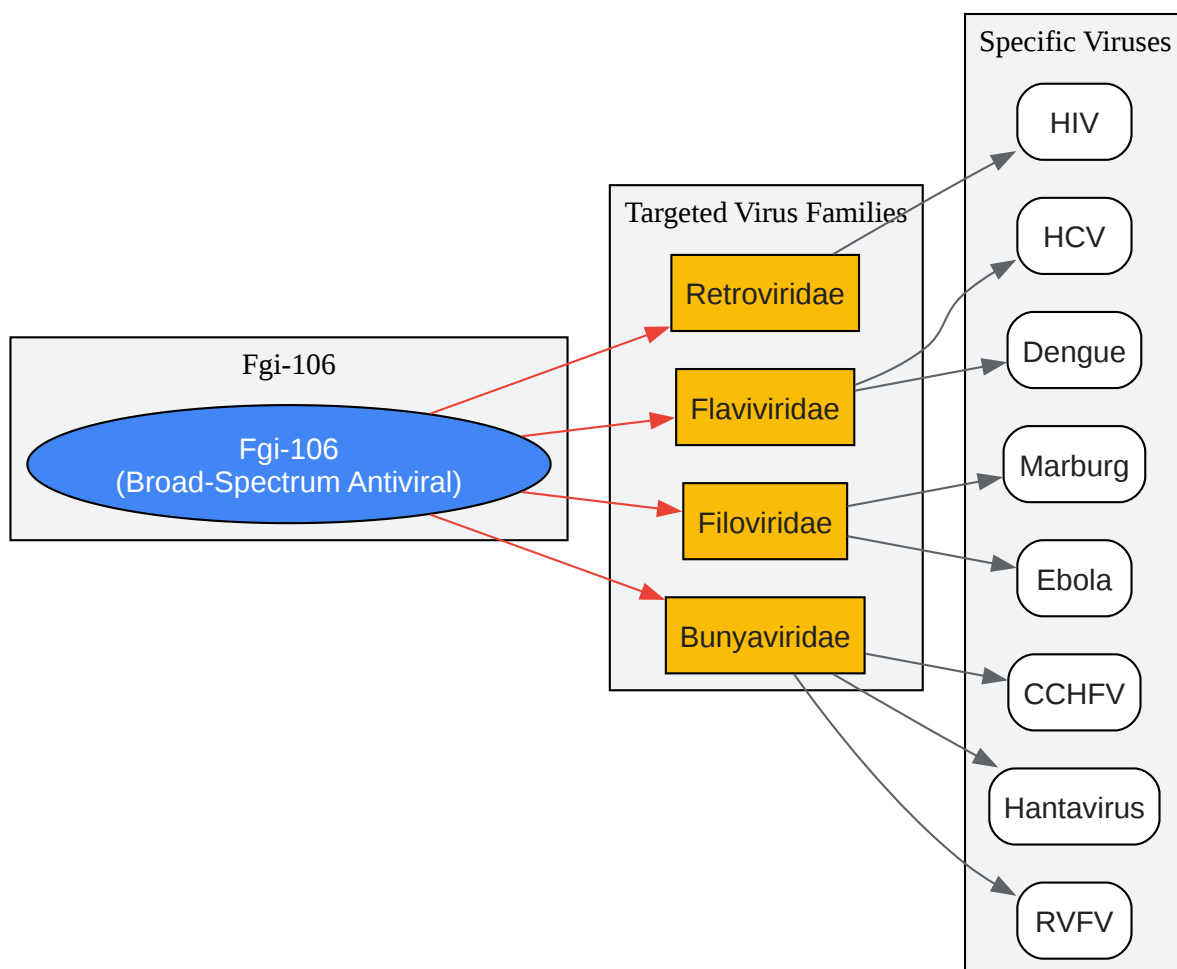 Fgi-106
Fgi-106
(Broad-Spectrum Antiviral)
Targeted Virus Families
Retroviridae
Flaviviridae
Filoviridae
Bunyaviridae
Specific Viruses
HIV
HCV
Dengue
Marburg
Ebola
CCHFV
Hantavirus
RVFV